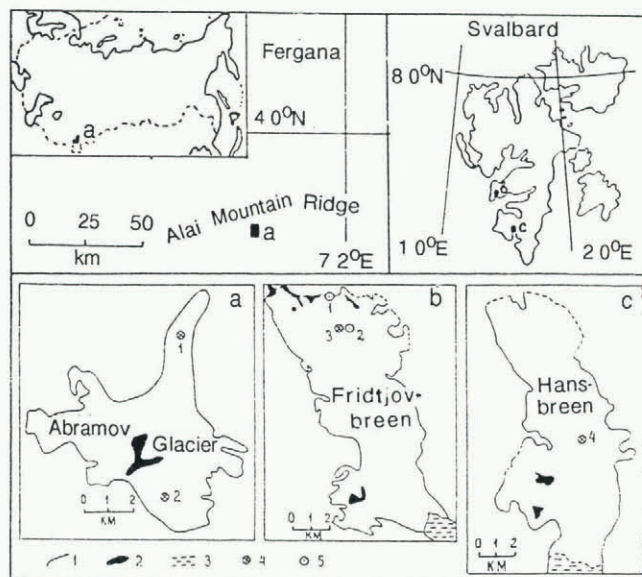 Svalbard
Fergana
80°N
a
40°N
0 25 50
km
Alai Mountain Ridge
a
72°E
b
c
10°E
20°E
a
1
Abramov
Glacier
0 1 2
KM
2
b
1
3 2
Fridtjov-
breen
0 1 2
KM
c
Hans-
breen
4
0 1 2
KM
1 2 3 4 5